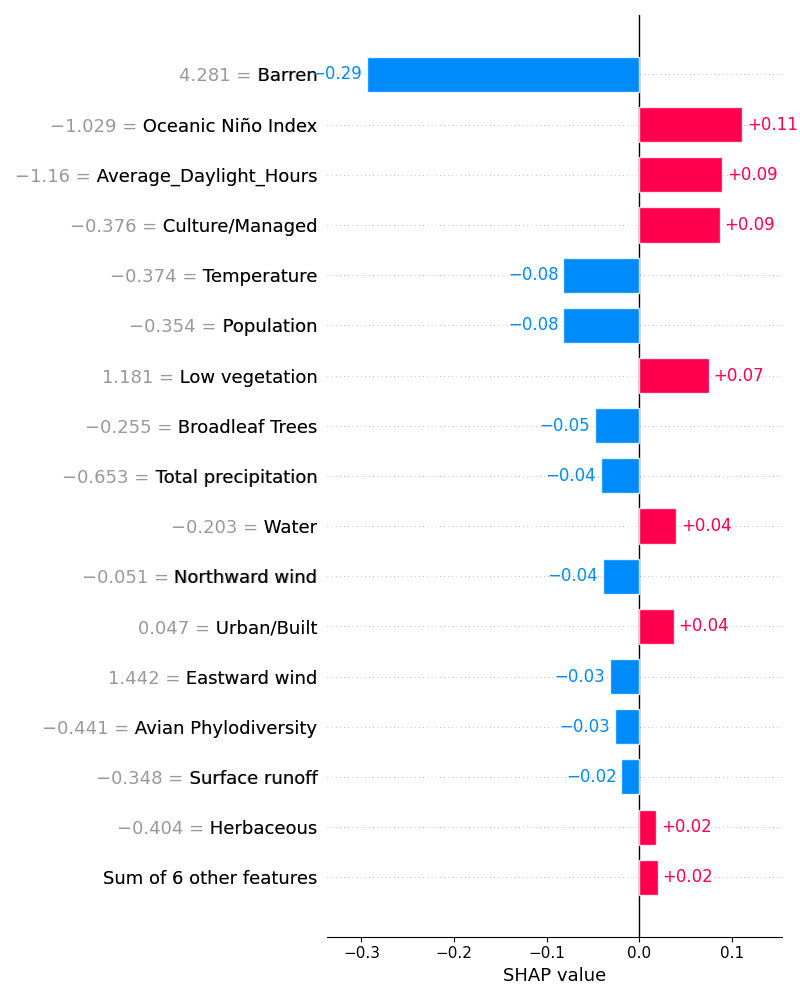 4.281 = Barren −0.29
−1.029 = Oceanic Niño Index +0.11
−1.16 = Average_Daylight_Hours +0.09
−0.376 = Culture/Managed +0.09
−0.374 = Temperature −0.08
−0.354 = Population −0.08
1.181 = Low vegetation +0.07
−0.255 = Broadleaf Trees −0.05
−0.653 = Total precipitation −0.04
−0.203 = Water +0.04
−0.051 = Northward wind −0.04
0.047 = Urban/Built +0.04
1.442 = Eastward wind −0.03
−0.441 = Avian Phylodiversity −0.03
−0.348 = Surface runoff −0.02
−0.404 = Herbaceous +0.02
Sum of 6 other features +0.02
−0.3 −0.2 −0.1 0.0 0.1
SHAP value